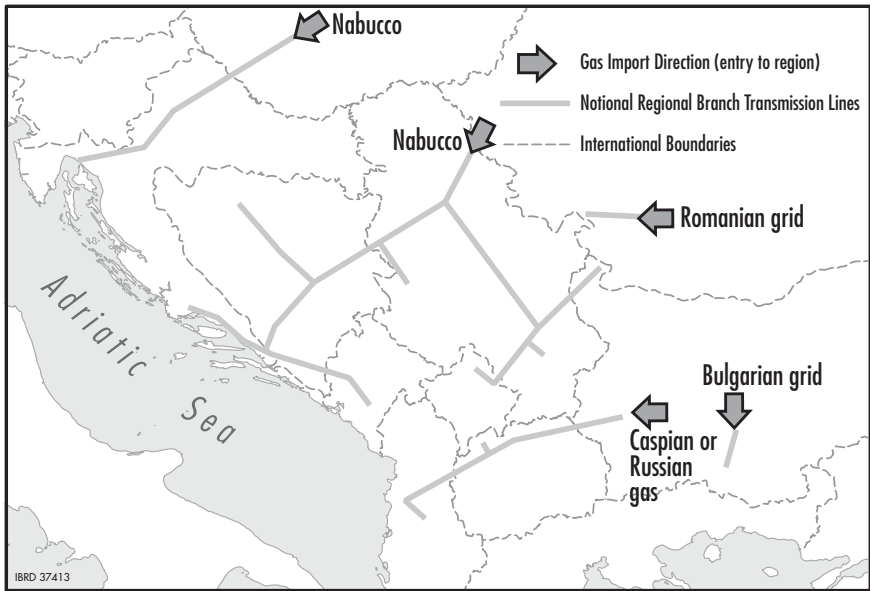 Nabucco
Gas Import Direction (entry to region)
Notional Regional Branch Transmission Lines
Nabucco
International Boundaries
Romanian grid
Adriatic
Sea
Bulgarian grid
Caspian or
Russian
gas
IBRD 37413